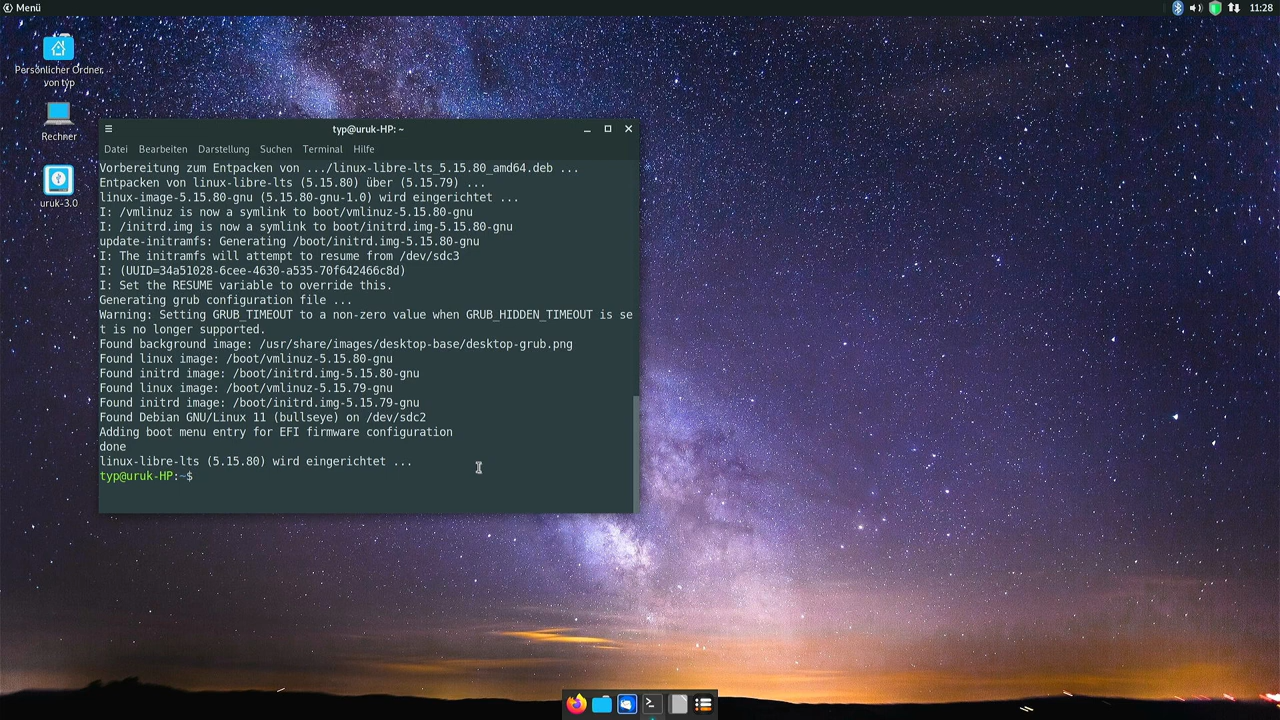 Menü
11:28
Persönlicher Ordner
von typ
Rechner
uruk-3.0
typ@uruk-HP: ~
Datei Bearbeiten Darstellung Suchen Terminal Hilfe
Vorbereitung zum Entpacken von .../linux-libre-lts_5.15.80_amd64.deb ...
Entpacken von linux-libre-lts (5.15.80) über (5.15.79) ...
linux-image-5.15.80-gnu (5.15.80-gnu-1.0) wird eingerichtet ...
I: /vmlinuz is now a symlink to boot/vmlinuz-5.15.80-gnu
I: /initrd.img is now a symlink to boot/initrd.img-5.15.80-gnu
update-initramfs: Generating /boot/initrd.img-5.15.80-gnu
I: The initramfs will attempt to resume from /dev/sdc3
I: (UUID=34a51028-6cee-4630-a535-70f642466c8d)
I: Set the RESUME variable to override this.
Generating grub configuration file ...
Warning: Setting GRUB_TIMEOUT to a non-zero value when GRUB_HIDDEN_TIMEOUT is se
t is no longer supported.
Found background image: /usr/share/images/desktop-base/desktop-grub.png
Found linux image: /boot/vmlinuz-5.15.80-gnu
Found initrd image: /boot/initrd.img-5.15.80-gnu
Found linux image: /boot/vmlinuz-5.15.79-gnu
Found initrd image: /boot/initrd.img-5.15.79-gnu
Found Debian GNU/Linux 11 (bullseye) on /dev/sdc2
Adding boot menu entry for EFI firmware configuration
done
linux-libre-lts (5.15.80) wird eingerichtet ...
typ@uruk-HP:~$